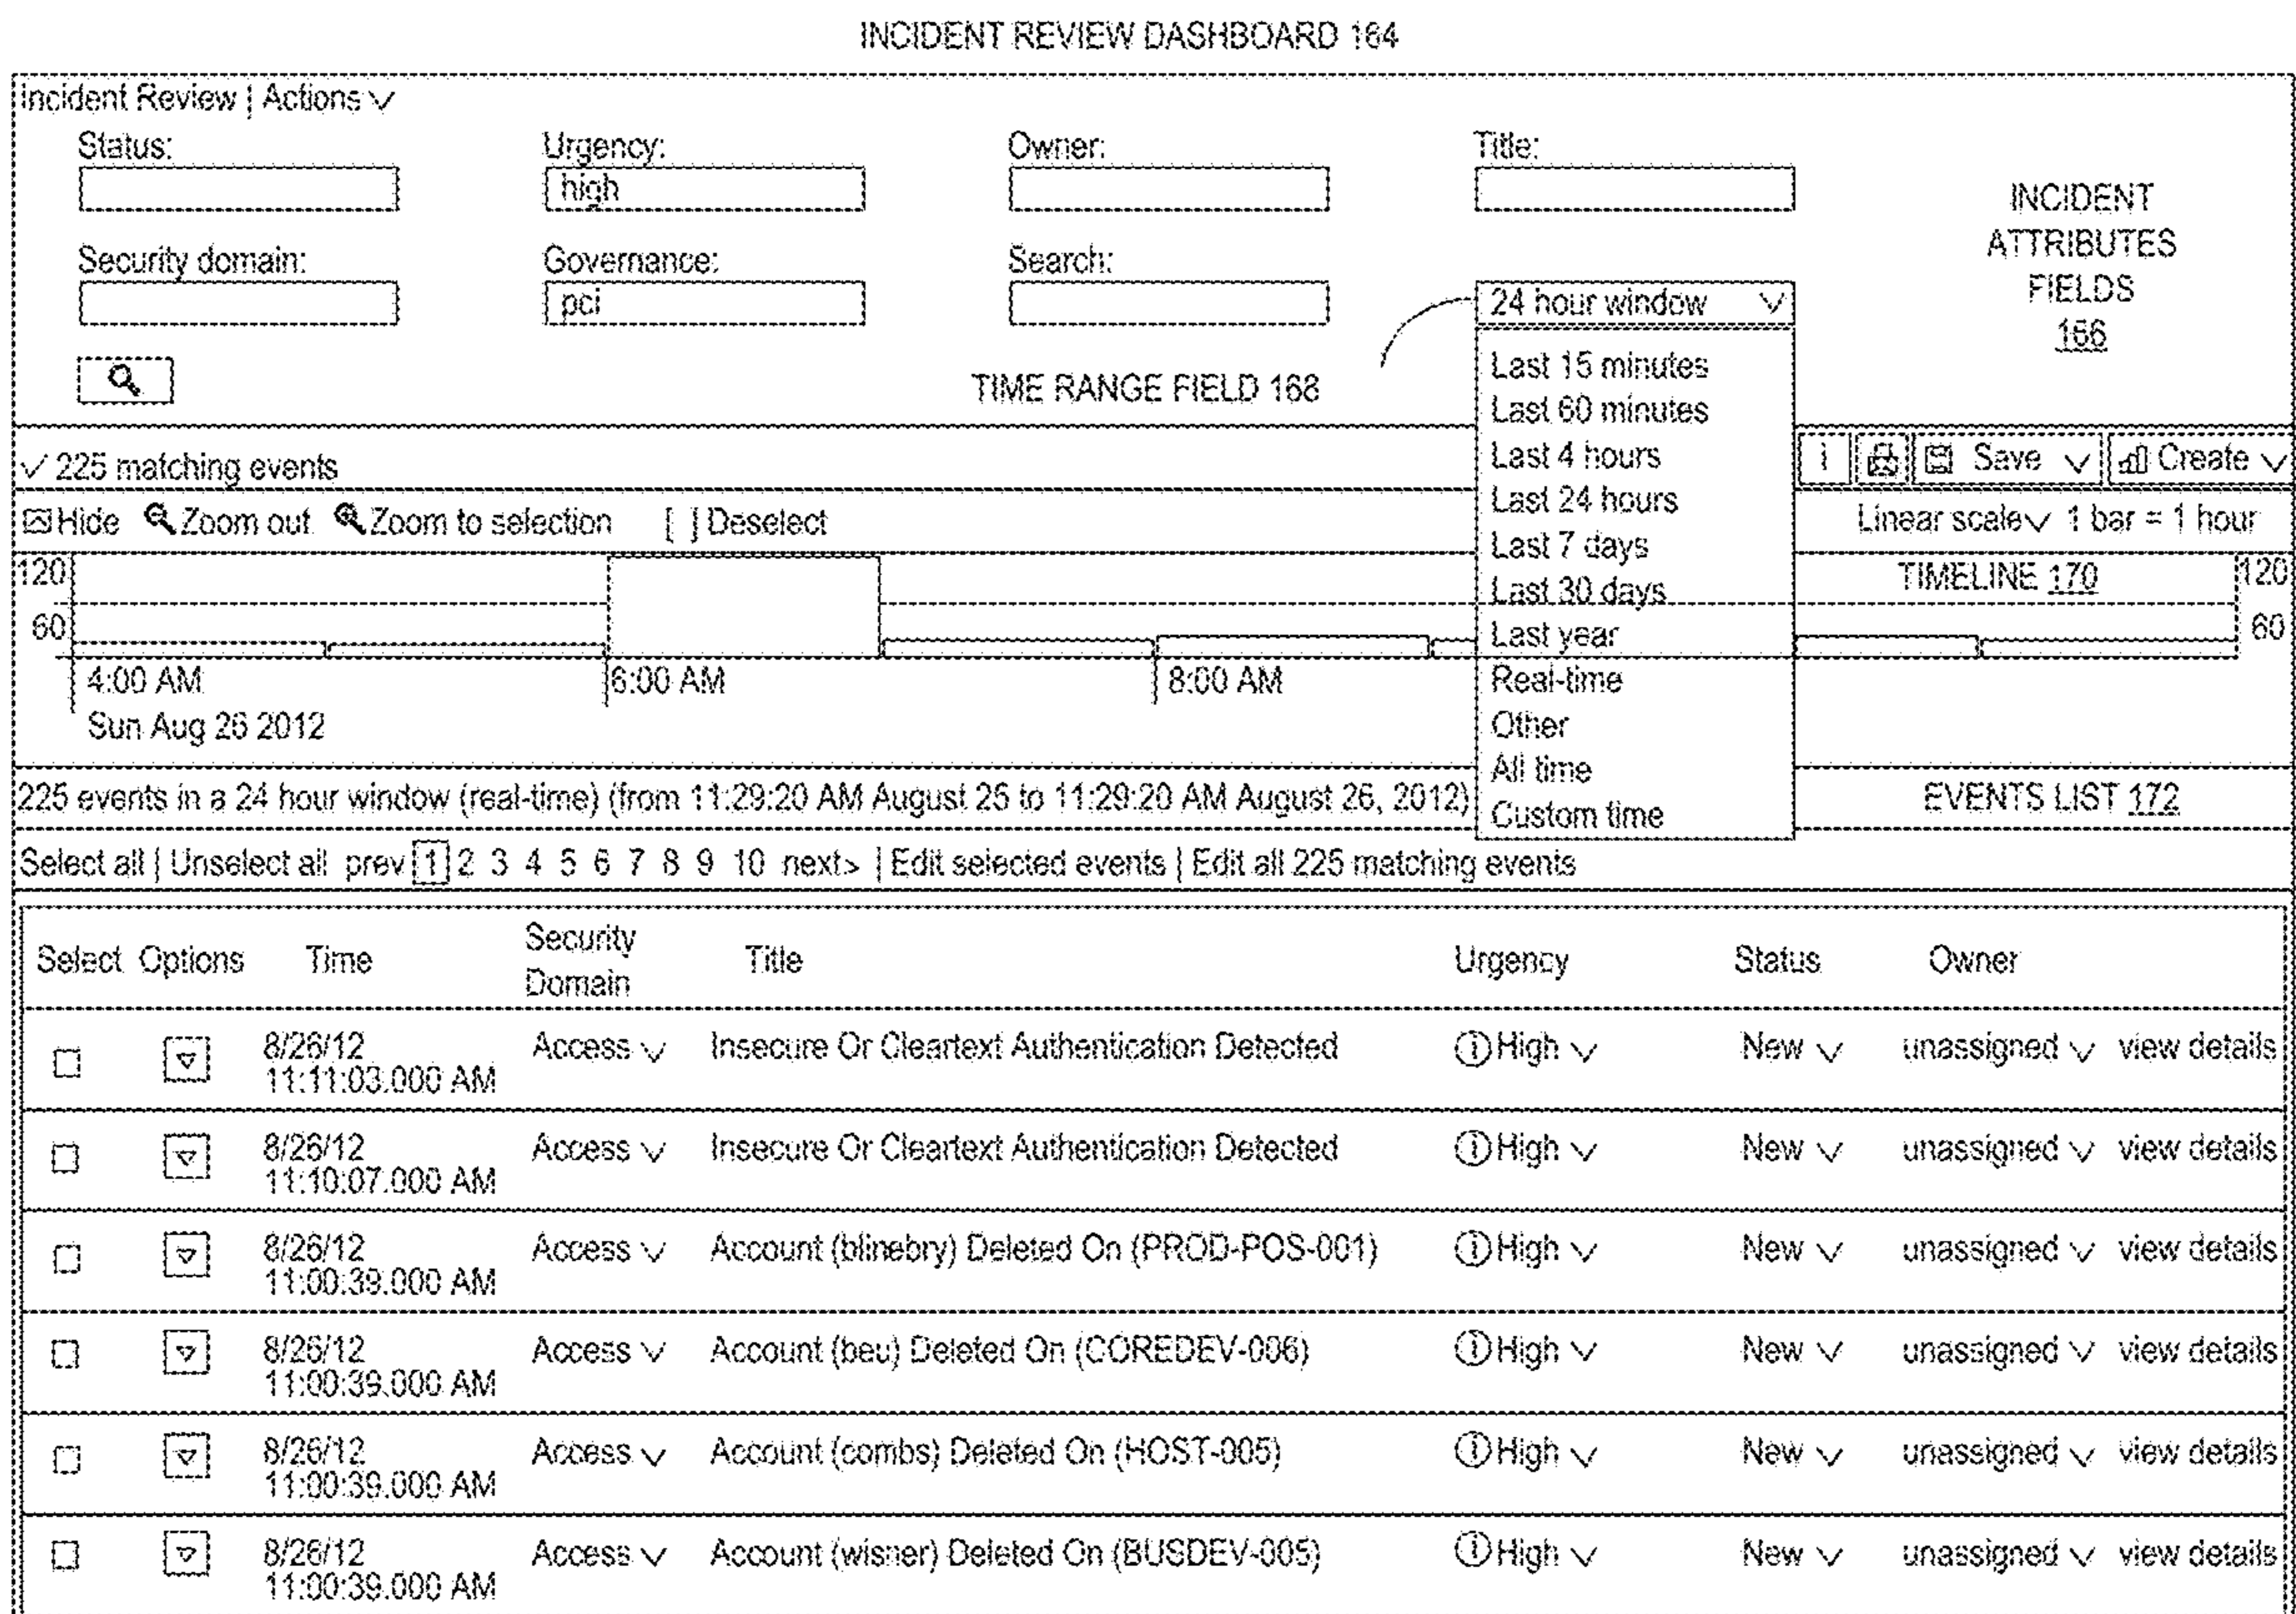 INCIDENT REVIEW DASHBOARD 164
Incident Review | Actions
Status: Urgency: Owner: Title:
high
INCIDENT
ATTRIBUTES
FIELDS
166
Security domain: Governance: Search:
pci
24 hour window
TIME RANGE FIELD 168
Last 15 minutes
Last 60 minutes
Last 4 hours
Last 24 hours
Last 7 days
Last 30 days
Last year
Real-time
Other
All time
Custom time
225 matching events
i Save Create
Hide Zoom out Zoom to selection [ ] Deselect Linear scale 1 bar = 1 hour
120 TIMELINE 170 120
60 60
4:00 AM 6:00 AM 8:00 AM
Sun Aug 26 2012
225 events in a 24 hour window (real-time) (from 11:29:20 AM August 25 to 11:29:20 AM August 26, 2012) EVENTS LIST 172
Select all | Unselect all prev 1 2 3 4 5 6 7 8 9 10 next> | Edit selected events | Edit all 225 matching events
Select Options Time Security Domain Title Urgency Status Owner
8/26/12 Access Insecure Or Cleartext Authentication Detected High New unassigned view details
11:11:03.000 AM
8/26/12 Access Insecure Or Cleartext Authentication Detected High New unassigned view details
11:10:07.000 AM
8/26/12 Access Account (blinebry) Deleted On (PROD-POS-001) High New unassigned view details
11:00:39.000 AM
8/26/12 Access Account (beu) Deleted On (COREDEV-006) High New unassigned view details
11:00:39.000 AM
8/26/12 Access Account (combs) Deleted On (HOST-005) High New unassigned view details
11:00:39.000 AM
8/26/12 Access Account (wisner) Deleted On (BUSDEV-005) High New unassigned view details
11:00:39.000 AM